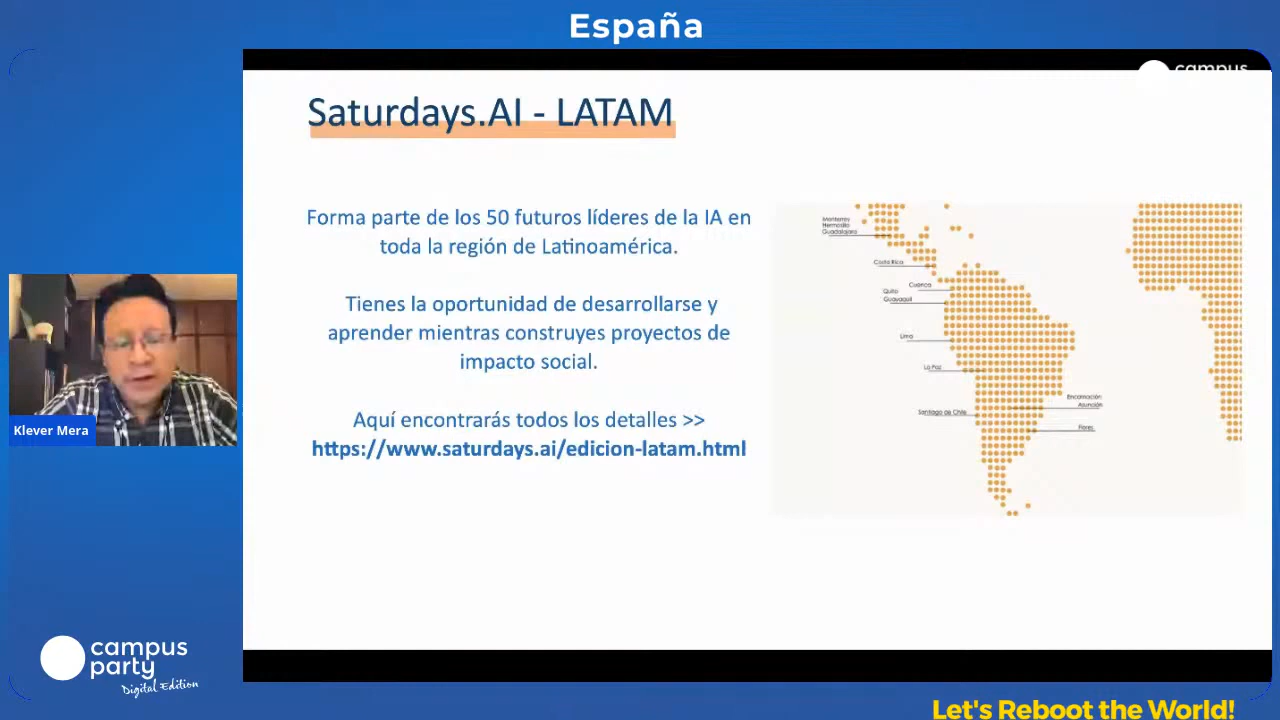 España
campus
Saturdays.AI - LATAM
Forma parte de los 50 futuros líderes de la IA en
toda la región de Latinoamérica.
Tienes la oportunidad de desarrollarse y
aprender mientras construyes proyectos de
impacto social.
Aquí encontrarás todos los detalles >>
https://www.saturdays.ai/edicion-latam.html
Monterrey
Hermosillo
Guadalajara
Costa Rica
Cuenca
Quito
Guayaquil
Lima
La Paz
Santiago de Chile
Encarnación
Asunción
Flores
Klever Mera
campus
party
Digital Edition
Let's Reboot the World!